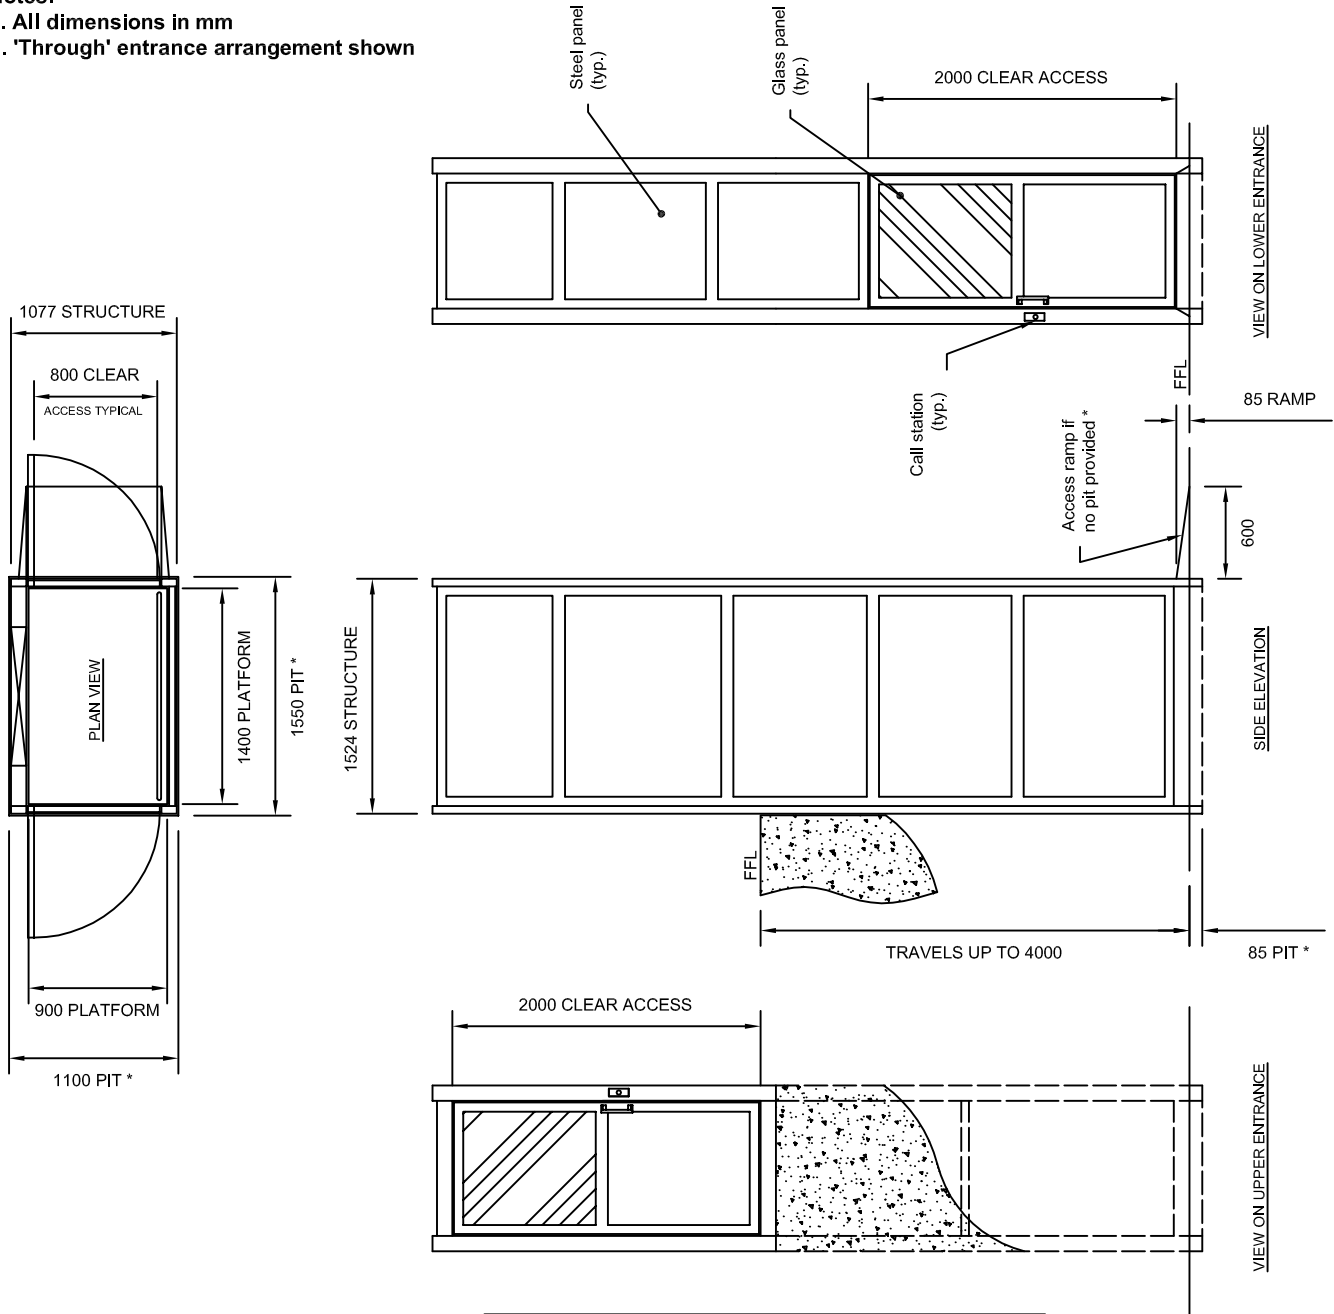 . All dimensions in mm
. 'Through' entrance arrangement shown
Steel panel
(typ.)
Glass panel
(typ.)
2000 CLEAR ACCESS
VIEW ON LOWER ENTRANCE
1077 STRUCTURE
800 CLEAR
ACCESS TYPICAL
Call station
(typ.)
FFL
85 RAMP
Access ramp if
no pit provided *
600
PLAN VIEW
1400 PLATFORM
1550 PIT *
1524 STRUCTURE
SIDE ELEVATION
FFL
TRAVELS UP TO 4000
85 PIT *
900 PLATFORM
1100 PIT *
2000 CLEAR ACCESS
VIEW ON UPPER ENTRANCE